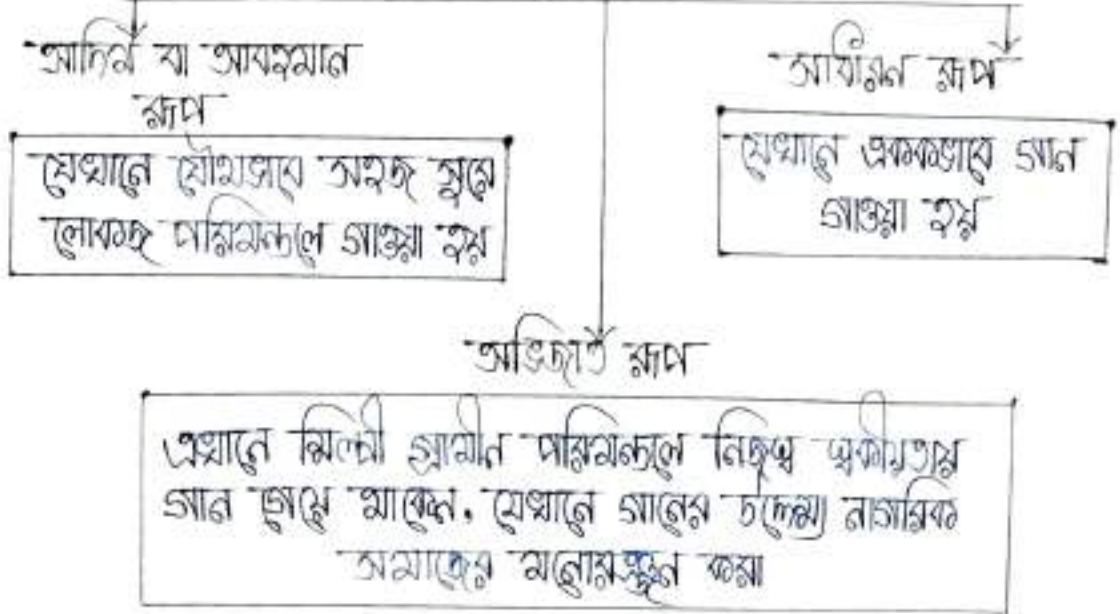 আদিম বা আবহমান
রূপ
যেখানে যৌথভাবে সহজ সুরে
লোকজ পরিমন্ডলে গাওয়া হয়
সাধারন রূপ
যেখানে এককভাবে গান
গাওয়া হয়
অভিজাত রূপ
এখানে শিল্পী গ্রামীন পরিমন্ডলে নিজস্ব স্বকীয়তায়
গান গেয়ে থাকেন. যেখানে গানের উদ্দেশ্য নাগরিক
সমাজের মনোরঞ্জন করা